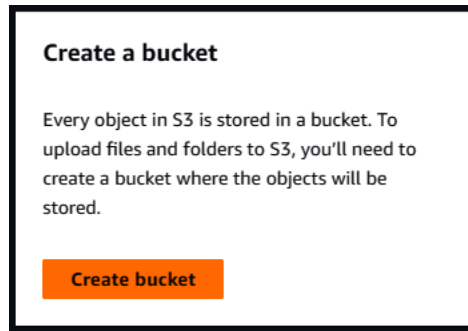 Create a bucket
Every object in S3 is stored in a bucket. To
upload files and folders to S3, you'll need to
create a bucket where the objects will be
stored.
Create bucket